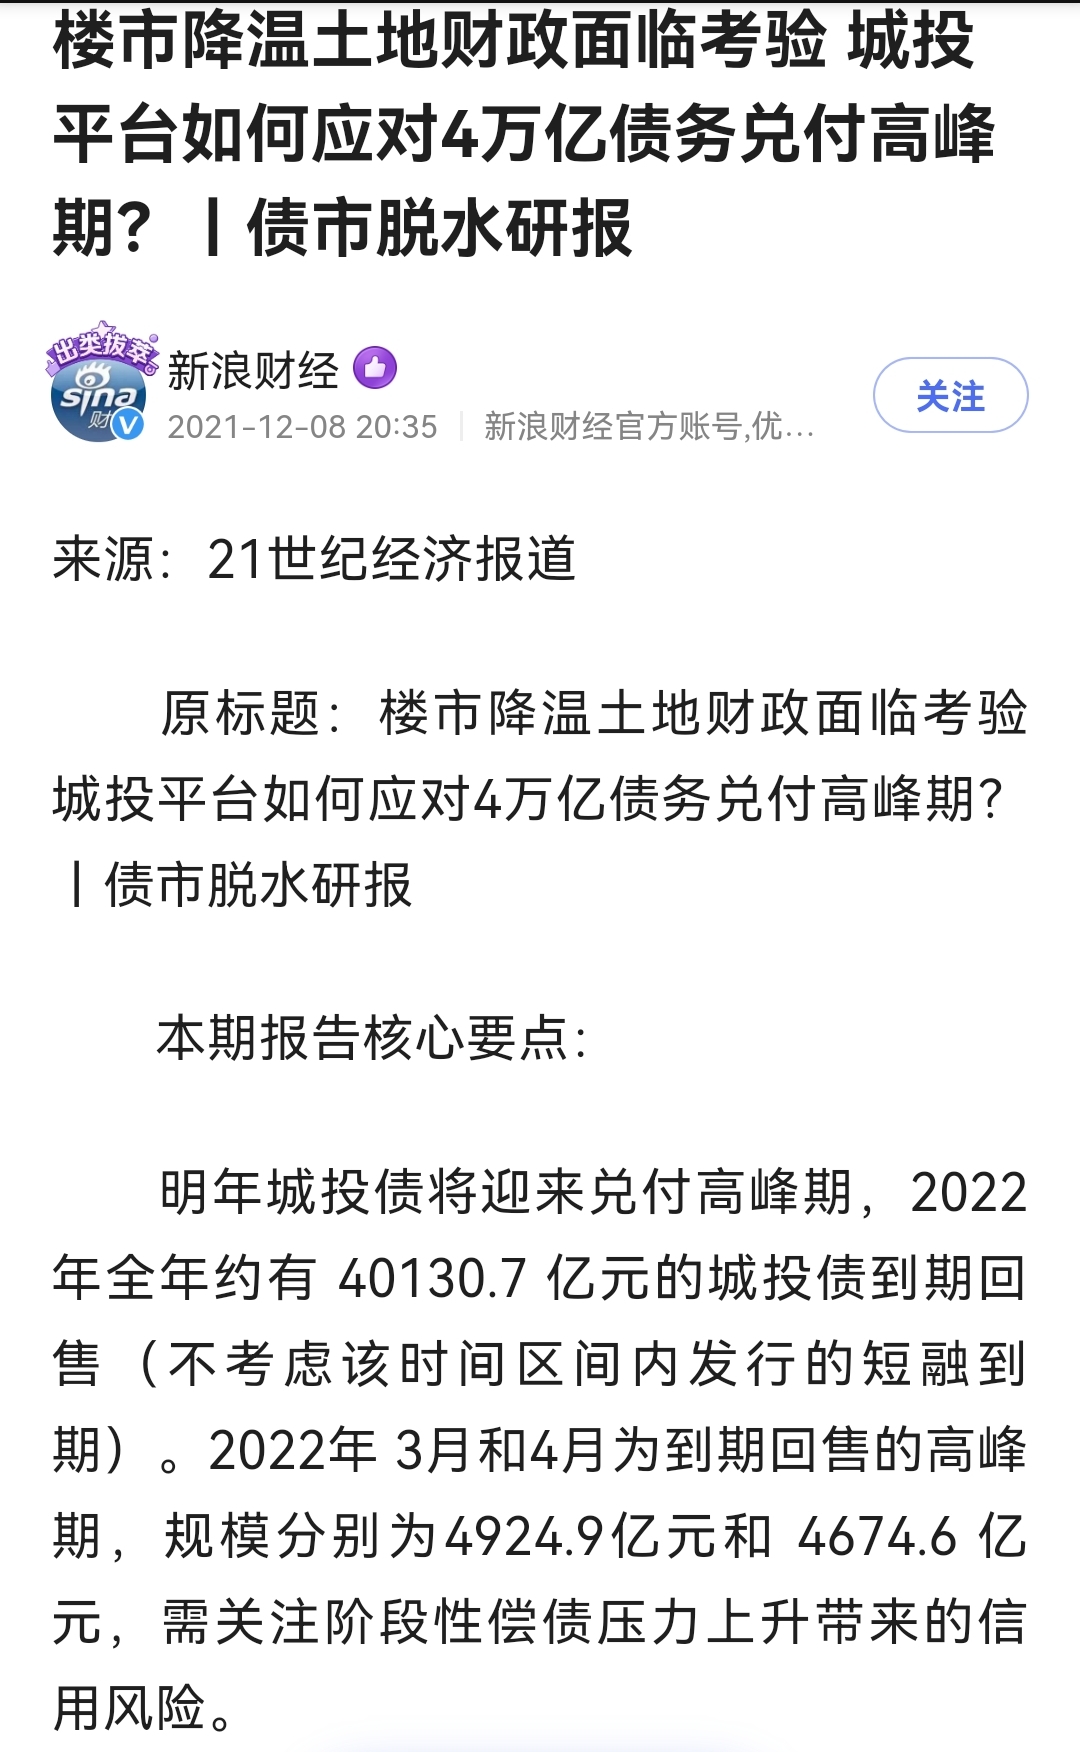 楼市降温土地财政面临考验 城投
平台如何应对4万亿债务兑付高峰
期？丨债市脱水研报
出类拔萃
sina
财
V
新浪财经
2021-12-08 20:35 新浪财经官方账号,优...
关注
来源：21世纪经济报道
原标题：楼市降温土地财政面临考验
城投平台如何应对4万亿债务兑付高峰期？
丨债市脱水研报
本期报告核心要点：
明年城投债将迎来兑付高峰期，2022
年全年约有 40130.7 亿元的城投债到期回
售（不考虑该时间区间内发行的短融到
期）。2022年 3月和4月为到期回售的高峰
期，规模分别为4924.9亿元和 4674.6 亿
元，需关注阶段性偿债压力上升带来的信
用风险。